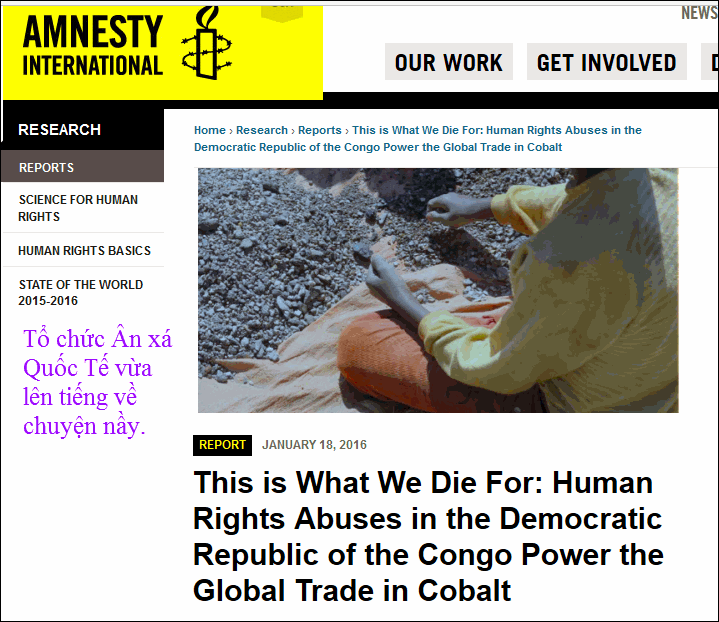 AMNESTY
INTERNATIONAL
NEWS
OUR WORK
GET INVOLVED
RESEARCH
REPORTS
SCIENCE FOR HUMAN
RIGHTS
HUMAN RIGHTS BASICS
STATE OF THE WORLD
2015-2016
Tổ chức Ân xá
Quốc Tế vừa
lên tiếng về
chuyện nầy.
Home › Research › Reports › This is What We Die For: Human Rights Abuses in the
Democratic Republic of the Congo Power the Global Trade in Cobalt
REPORT JANUARY 18, 2016
This is What We Die For: Human
Rights Abuses in the Democratic
Republic of the Congo Power the
Global Trade in Cobalt